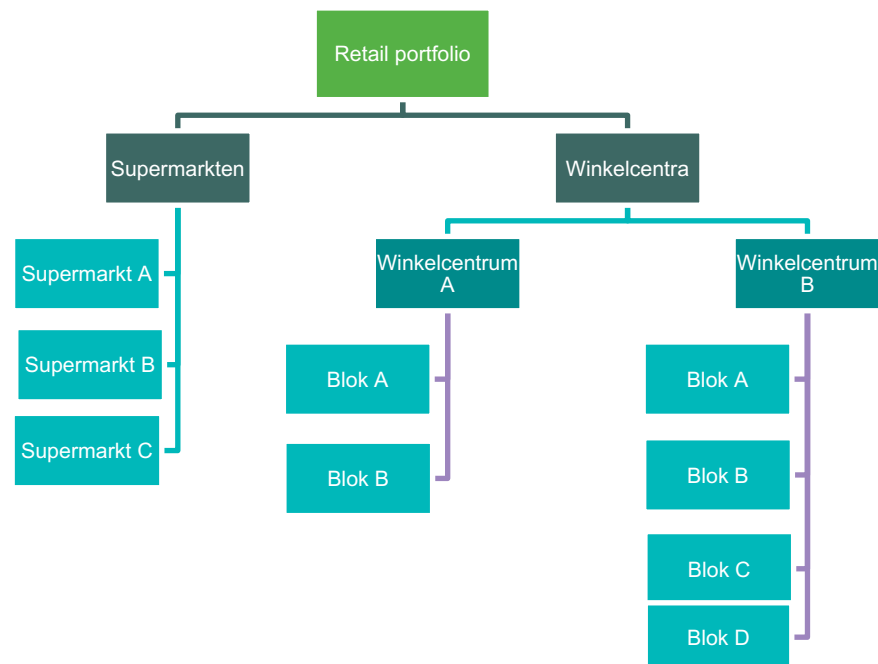 Retail portfolio
Supermarkten
Winkelcentra
Supermarkt A
Supermarkt B
Supermarkt C
Winkelcentrum
A
Blok A
Blok B
Winkelcentrum
B
Blok A
Blok B
Blok C
Blok D